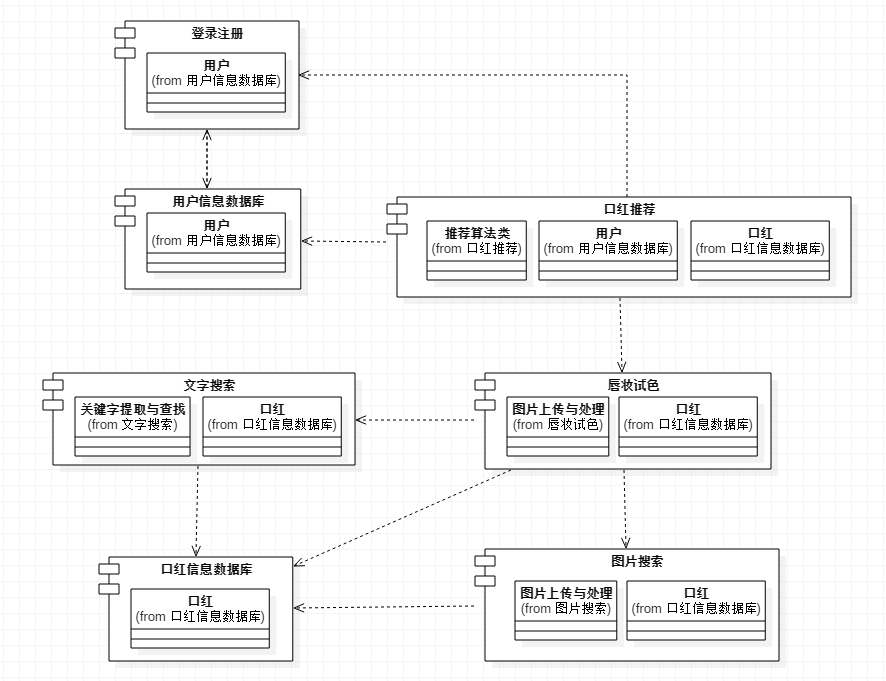 登录注册
用户
(from 用户信息数据库)
用户信息数据库
用户
(from 用户信息数据库)
口红推荐
推荐算法类
(from 口红推荐)
用户
(from 用户信息数据库)
口红
(from 口红信息数据库)
文字搜索
关键字提取与查找
(from 文字搜索)
口红
(from 口红信息数据库)
唇妆试色
图片上传与处理
(from 唇妆试色)
口红
(from 口红信息数据库)
口红信息数据库
口红
(from 口红信息数据库)
图片搜索
图片上传与处理
(from 图片搜索)
口红
(from 口红信息数据库)